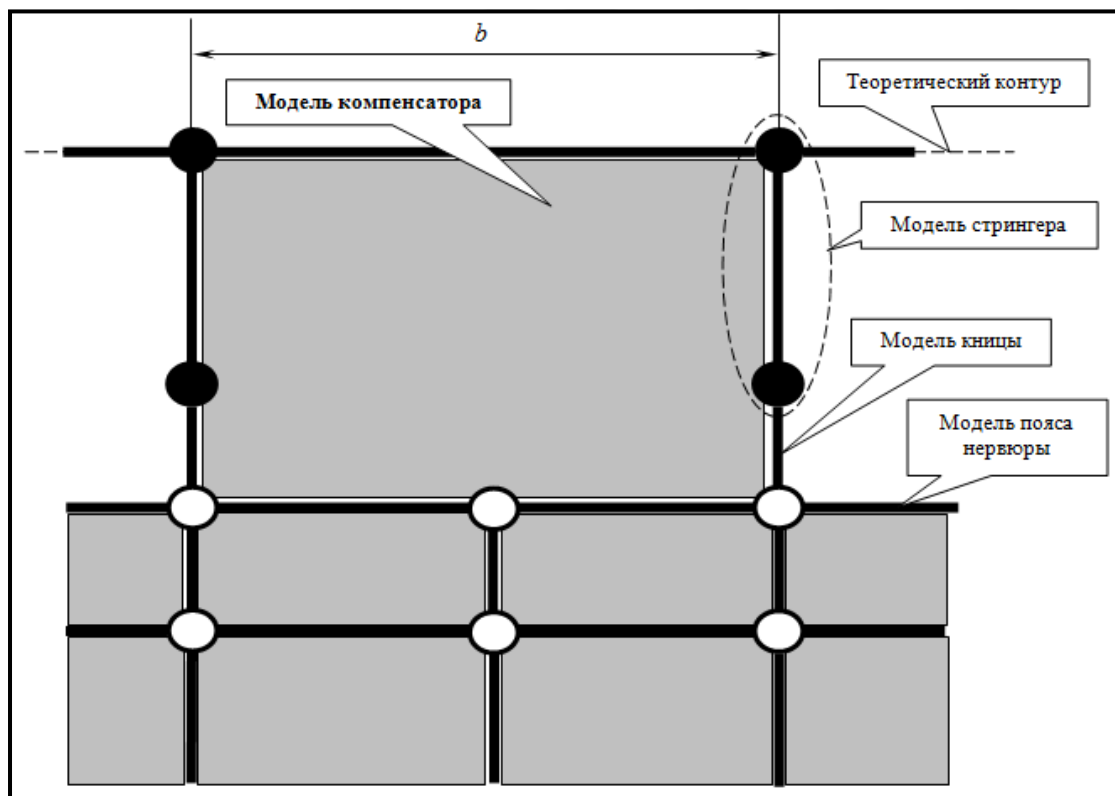 b
Модель компенсатора
Теоретический контур
Модель стрингера
Модель кницы
Модель пояса
нервюры